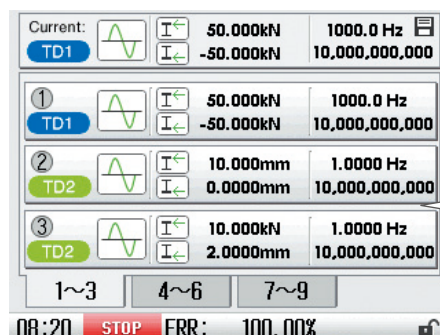 Current: 50.000kN 1000.0 Hz
TD1 -50.000kN 10,000,000,000
1 50.000kN 1000.0 Hz
TD1 -50.000kN 10,000,000,000
2 10.000mm 1.0000 Hz
TD2 0.0000mm 10,000,000,000
3 10.000kN 1.0000 Hz
TD2 2.0000mm 10,000,000,000
1～3 4～6 7～9
08:20 STOP ERR: 100.00%